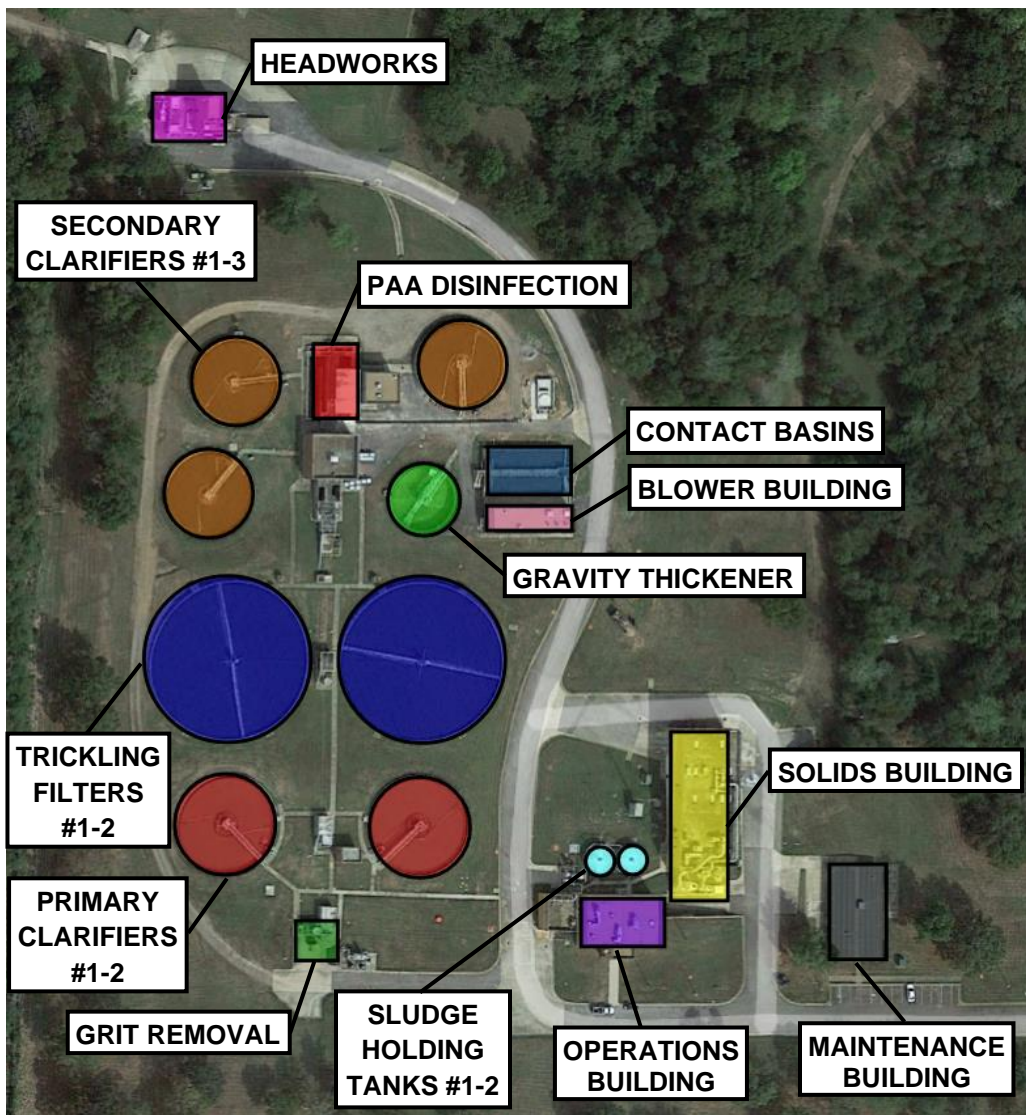 HEADWORKS
SECONDARY
CLARIFIERS #1-3
PAA DISINFECTION
CONTACT BASINS
BLOWER BUILDING
GRAVITY THICKENER
TRICKLING
FILTERS
#1-2
SOLIDS BUILDING
PRIMARY
CLARIFIERS
#1-2
GRIT REMOVAL
SLUDGE
HOLDING
TANKS #1-2
OPERATIONS
BUILDING
MAINTENANCE
BUILDING